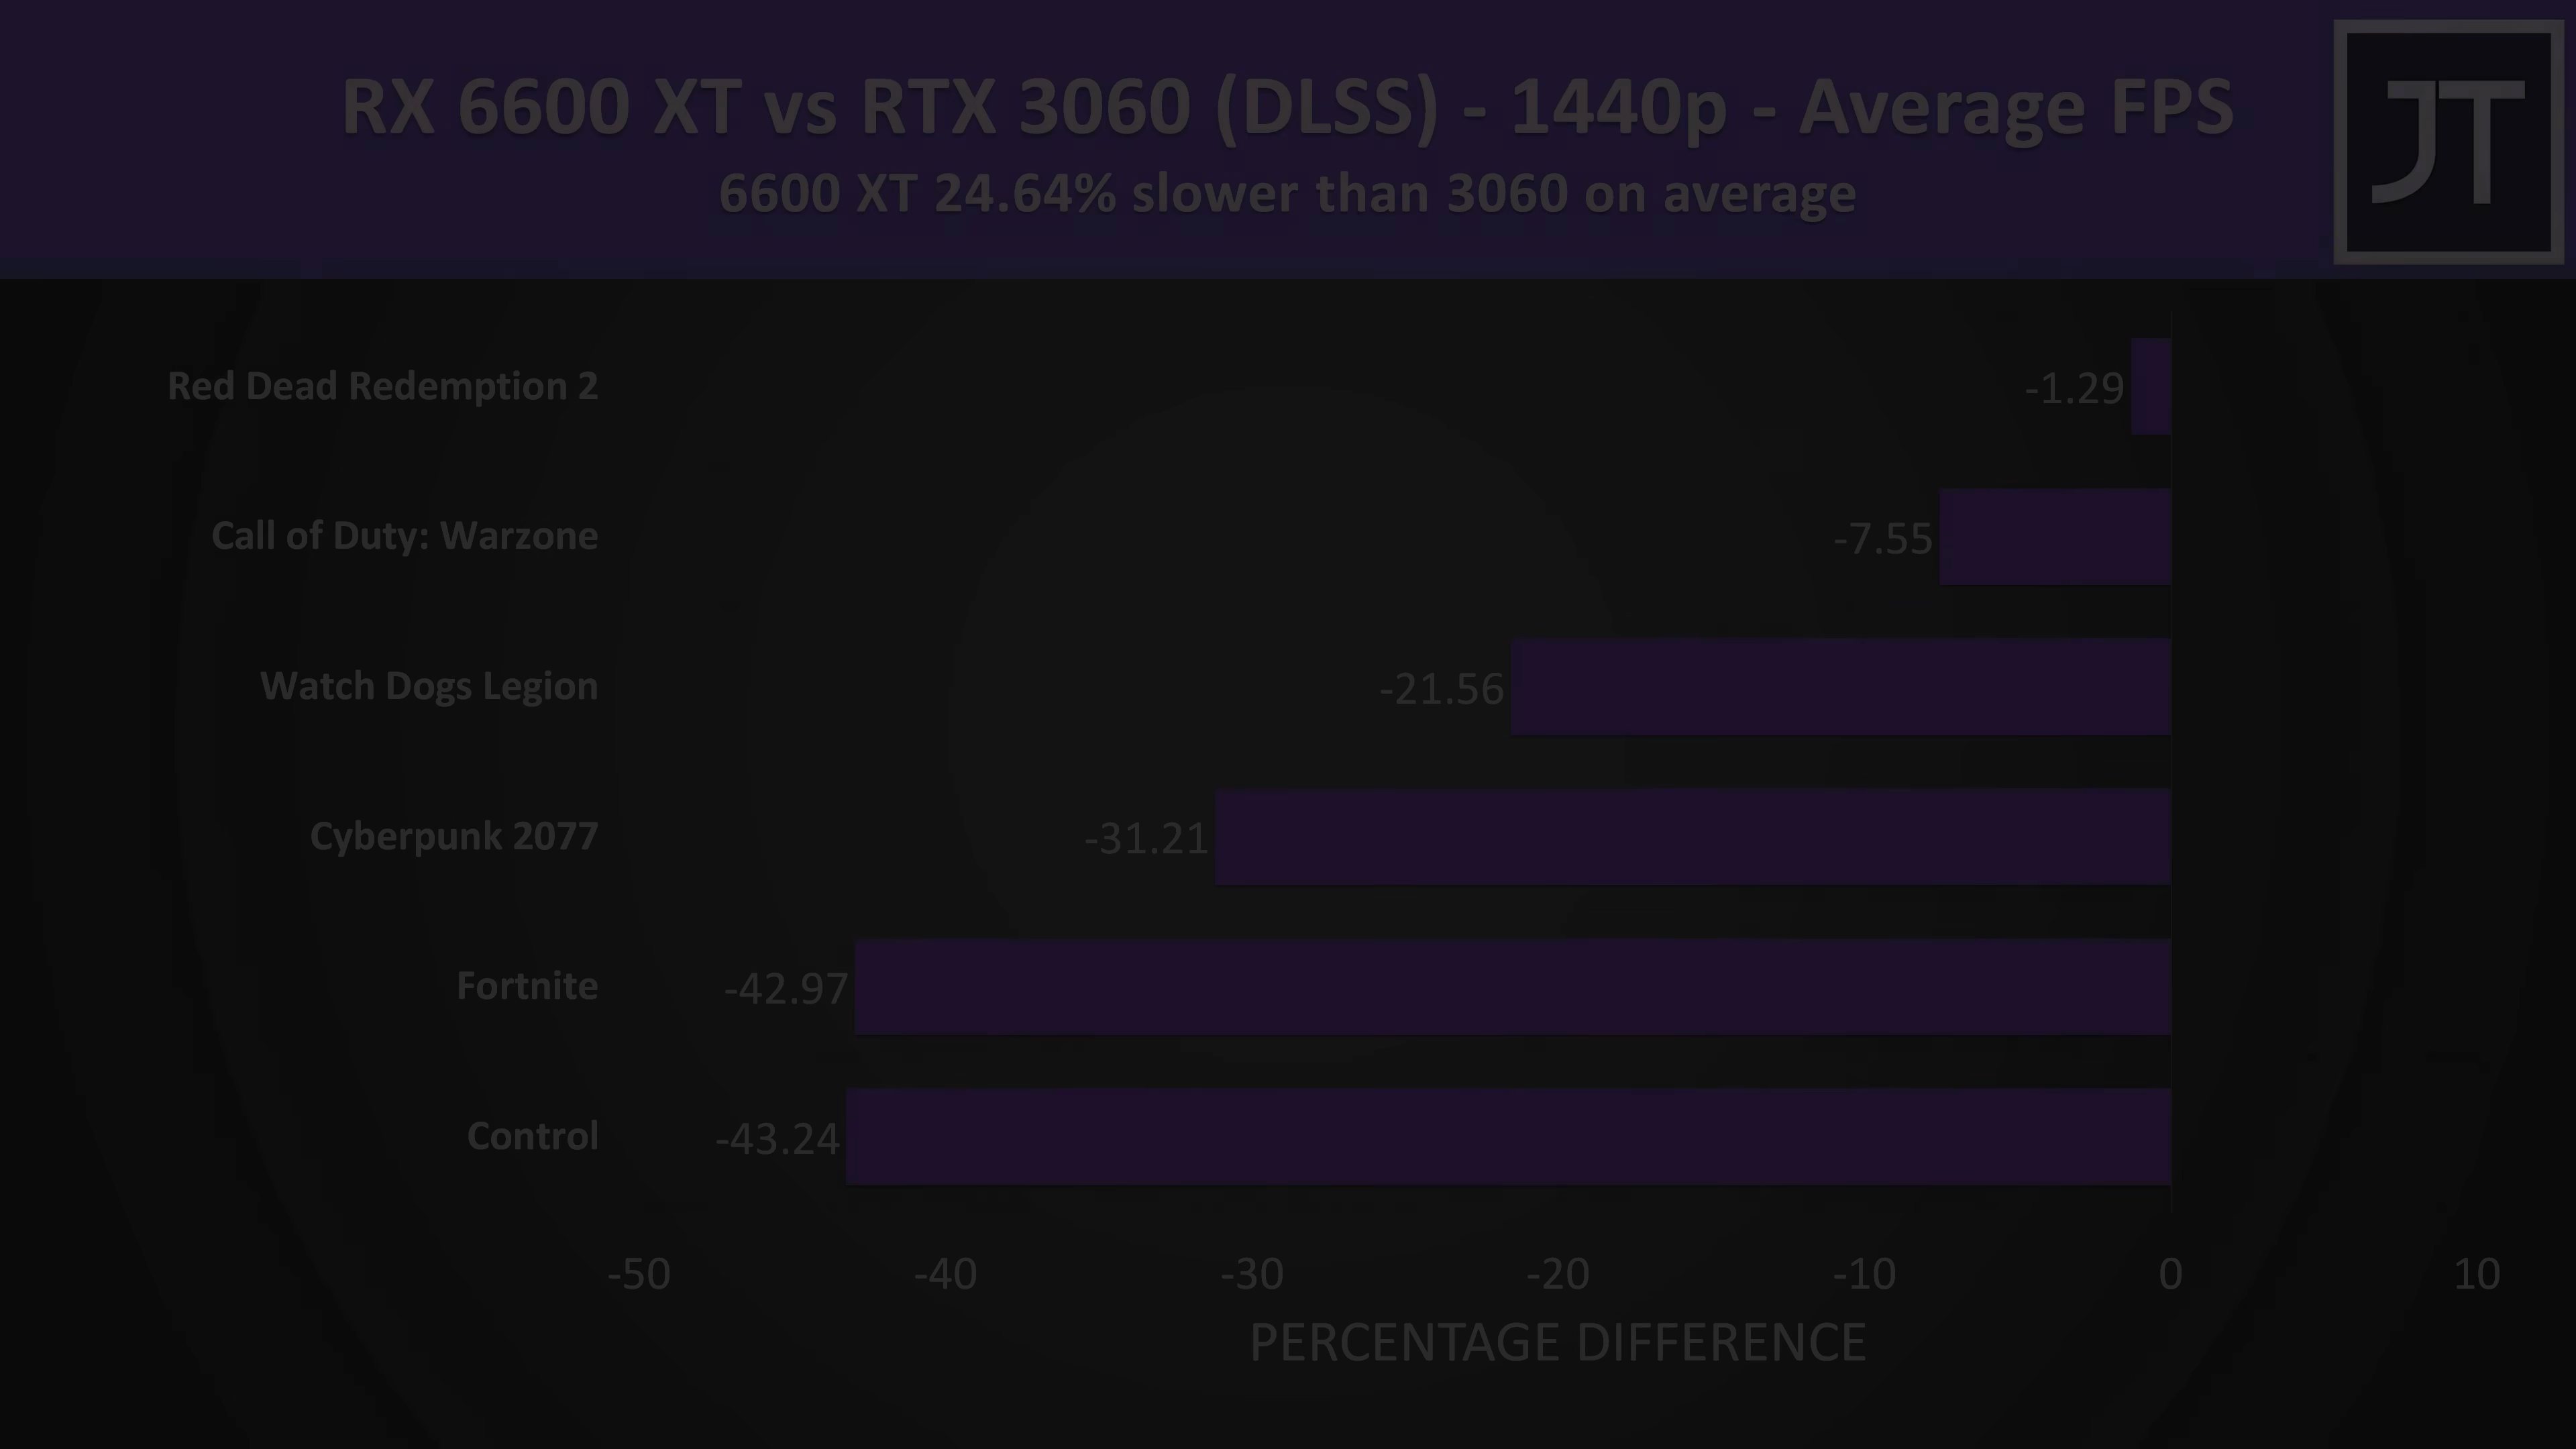 RX 6600 XT vs RTX 3060 (DLSS) - 1440p - Average FPS
6600 XT 24.64% slower than 3060 on average
JT
Red Dead Redemption 2
-1.29
Call of Duty: Warzone
-7.55
Watch Dogs Legion
-21.56
Cyberpunk 2077
-31.21
Fortnite
-42.97
Control
-43.24
-50 -40 -30 -20 -10 0 10
PERCENTAGE DIFFERENCE